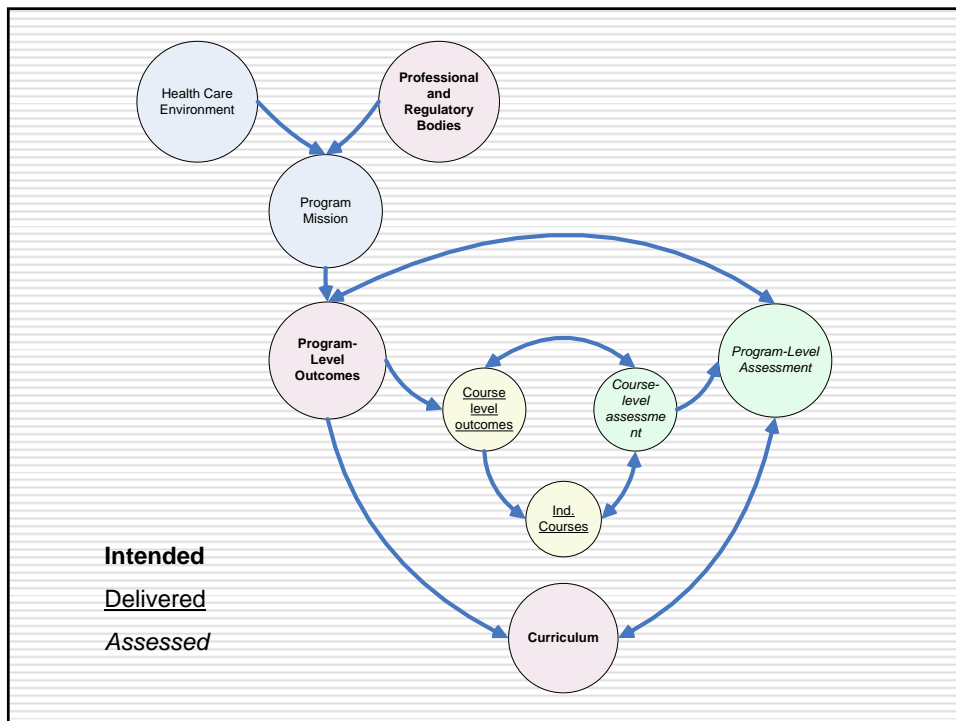 Health Care
Environment
Professional
and
Regulatory
Bodies
Program
Mission
Program-
Level
Outcomes
Course
level
outcomes
Course-
level
assessme
nt
Program-Level
Assessment
Ind.
Courses
Curriculum
Intended
Delivered
Assessed